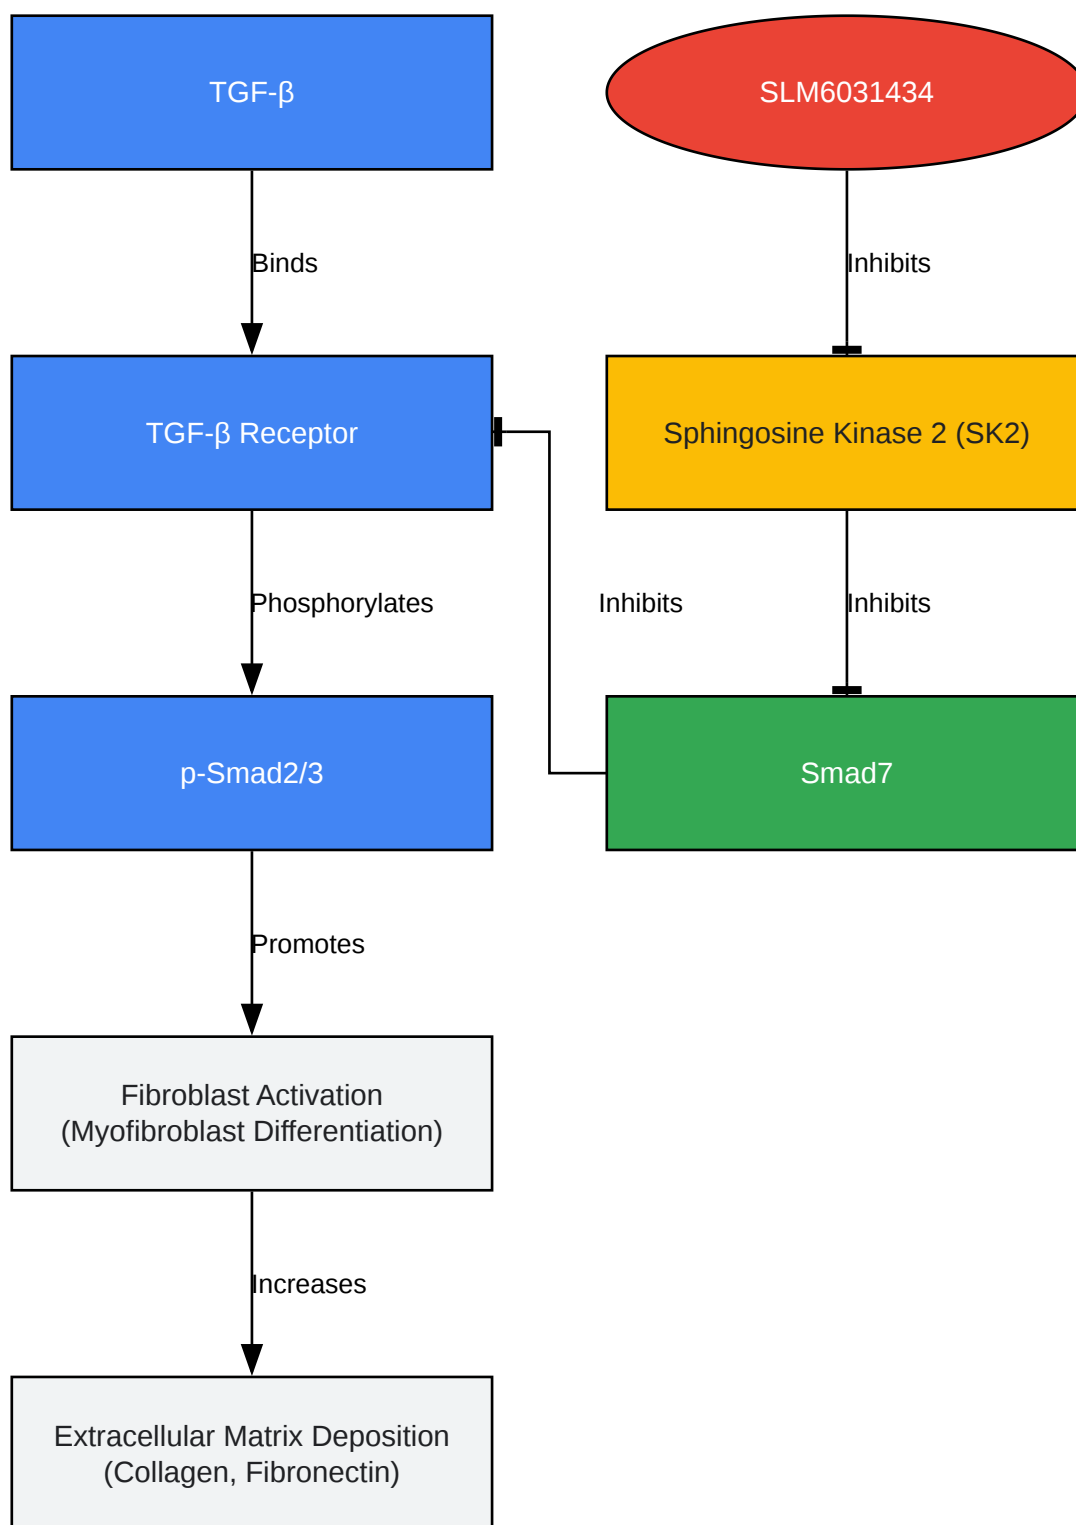 TGF-β
SLM6031434
Binds
Inhibits
TGF-β Receptor
Sphingosine Kinase 2 (SK2)
Phosphorylates
Inhibits
Inhibits
p-Smad2/3
Smad7
Promotes
Fibroblast Activation
(Myofibroblast Differentiation)
Increases
Extracellular Matrix Deposition
(Collagen, Fibronectin)